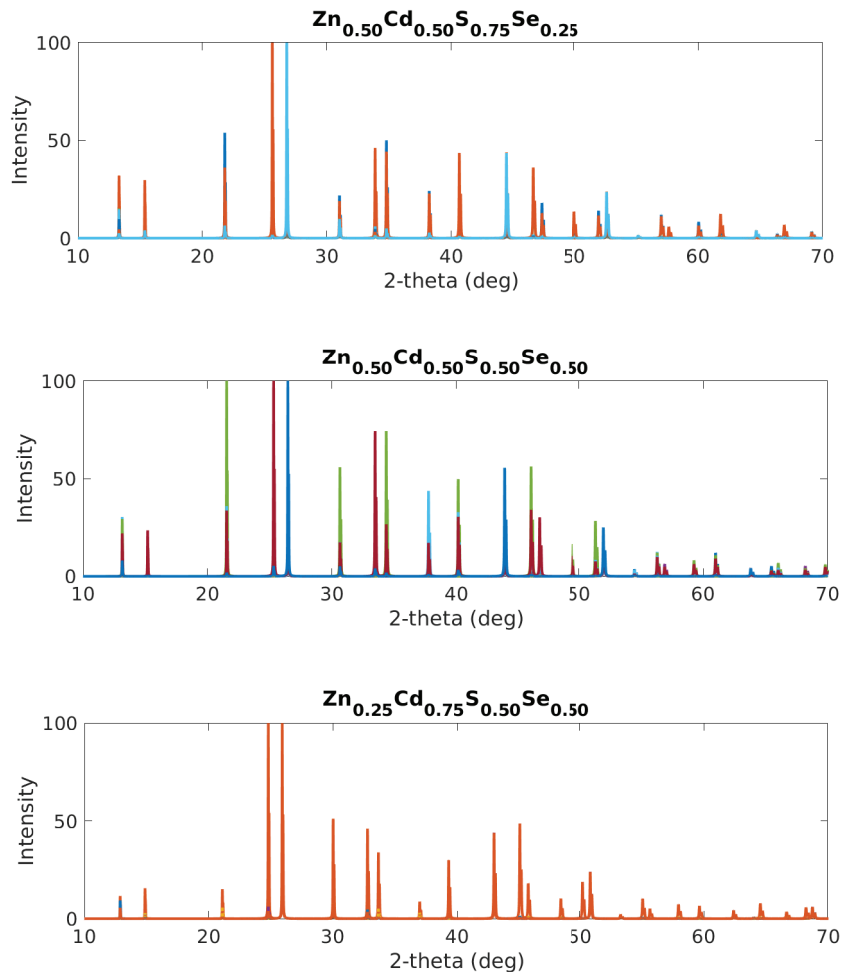 Zn0.50Cd0.50S0.75Se0.25
100
50
0
Intensity
10 20 30 40 50 60 70
2-theta (deg)
Zn0.50Cd0.50S0.50Se0.50
100
50
0
Intensity
10 20 30 40 50 60 70
2-theta (deg)
Zn0.25Cd0.75S0.50Se0.50
100
50
0
Intensity
10 20 30 40 50 60 70
2-theta (deg)